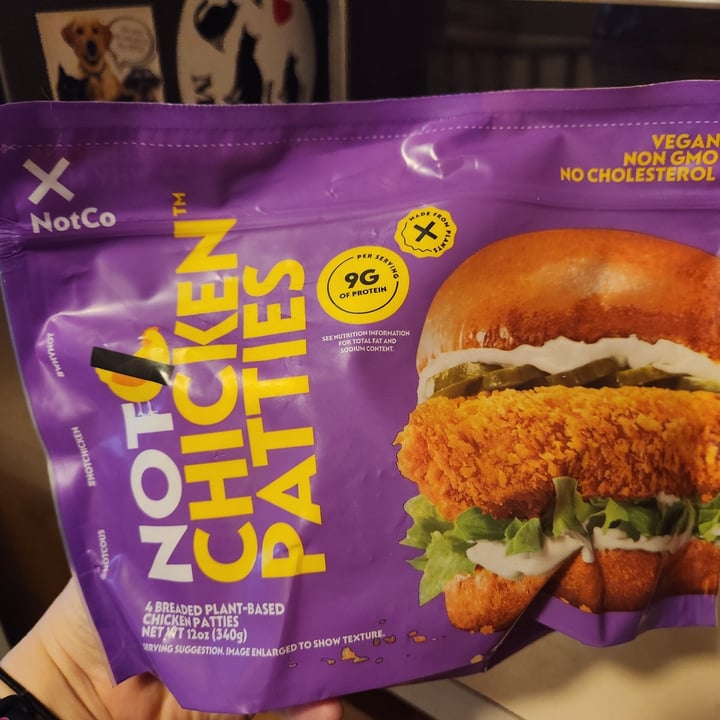 NotCo
VEGAN
NON GMO
NO CHOLESTEROL
MADE FROM PLANTS
PER SERVING
9G
OF PROTEIN
SEE NUTRITION INFORMATION
FOR TOTAL FAT AND
SODIUM CONTENT.
NOT
CHICKEN™
PATTIES
#WHYNOT
#NOTCHICKEN
4 BREADED PLANT-BASED
CHICKEN PATTIES
NET WT 12oz (340g)
SERVING SUGGESTION. IMAGE ENLARGED TO SHOW TEXTURE.